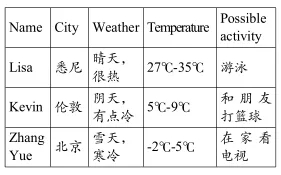 Name City Weather Temperature Possible activity
Lisa 悉尼 晴天，很热 27℃-35℃ 游泳
Kevin 伦敦 阴天，有点冷 5℃-9℃ 和朋友打篮球
Zhang Yue 北京 雪天，寒冷 -2℃-5℃ 在家看电视